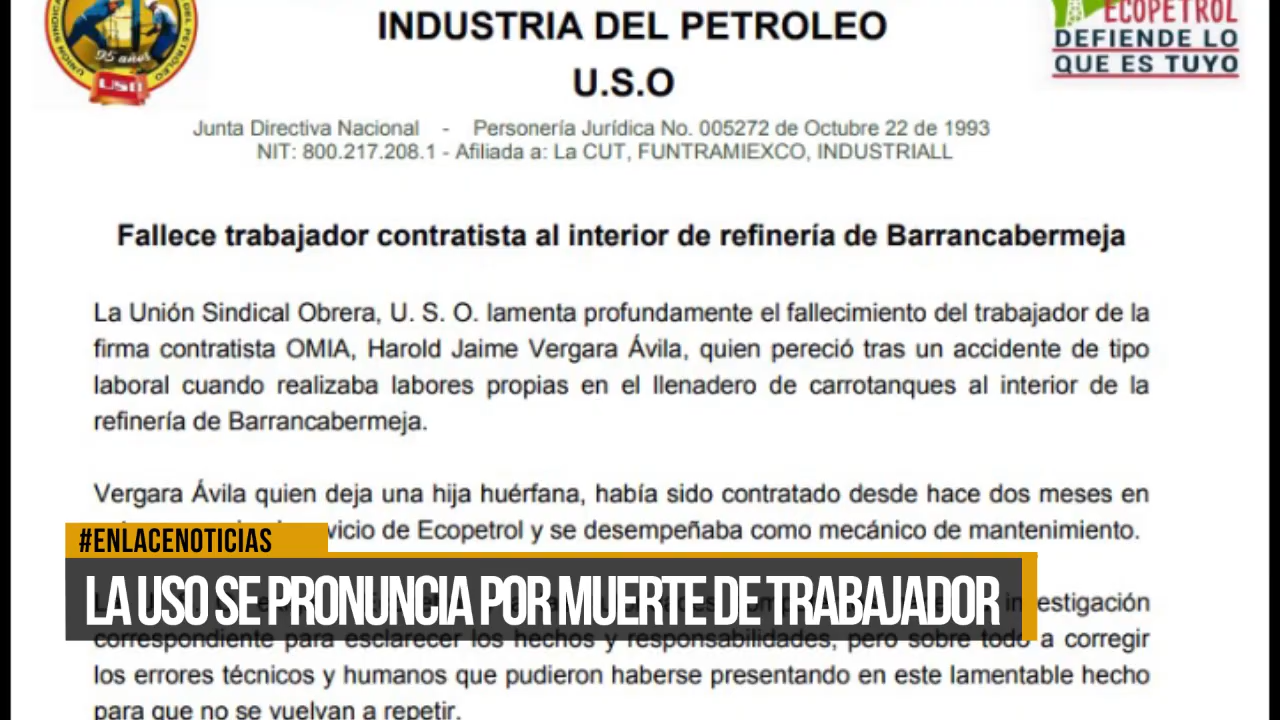 INDUSTRIA DEL PETROLEO
U.S.O
95 años
USO
ECOPETROL
DEFIENDE LO
QUE ES TUYO
Junta Directiva Nacional - Personería Jurídica No. 005272 de Octubre 22 de 1993
NIT: 800.217.208.1 - Afiliada a: La CUT, FUNTRAMIEXCO, INDUSTRIALL
Fallece trabajador contratista al interior de refinería de Barrancabermeja
La Unión Sindical Obrera, U. S. O. lamenta profundamente el fallecimiento del trabajador de la
firma contratista OMIA, Harold Jaime Vergara Ávila, quien pereció tras un accidente de tipo
laboral cuando realizaba labores propias en el llenadero de carrotanques al interior de la
refinería de Barrancabermeja.
Vergara Ávila quien deja una hija huérfana, había sido contratado desde hace dos meses en
vicio de Ecopetrol y se desempeñaba como mecánico de mantenimiento.
#ENLACENOTICIAS
LA USO SE PRONUNCIA POR MUERTE DE TRABAJADOR
estigación
correspondiente para esclarecer los hechos y responsabilidades, pero sobre todo a corregir
los errores técnicos y humanos que pudieron haberse presentando en este lamentable hecho
para que no se vuelvan a repetir.